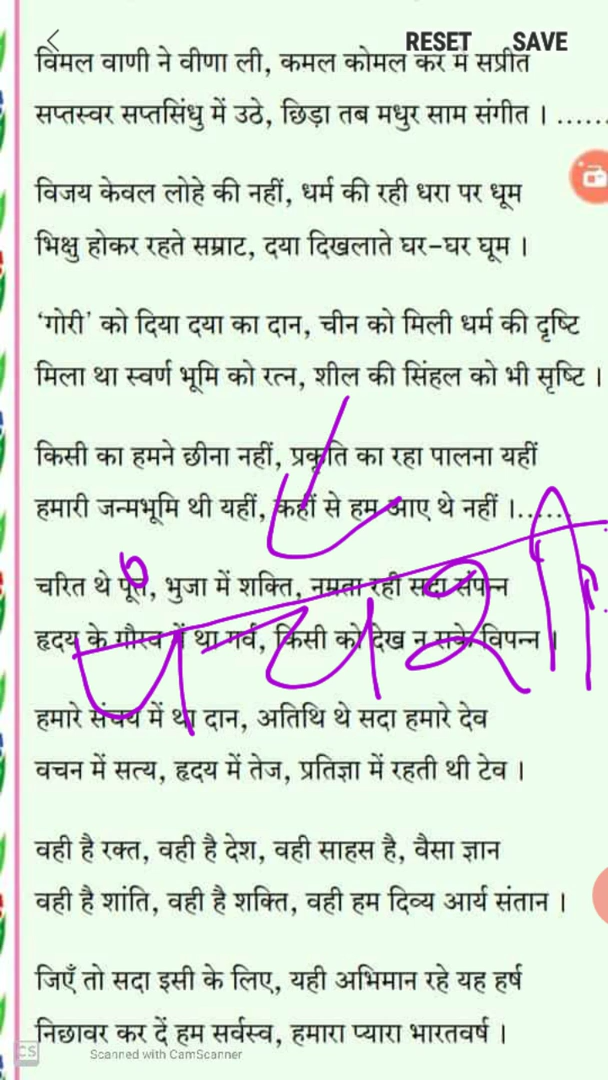 RESET SAVE
विमल वाणी ने वीणा ली, कमल कोमल कर में सप्रीत
सप्तस्वर सप्तसिंधु में उठे, छिड़ा तब मधुर साम संगीत । ......
विजय केवल लोहे की नहीं, धर्म की रही धरा पर धूम
भिक्षु होकर रहते सम्राट, दया दिखलाते घर-घर घूम ।
‘गोरी’ को दिया दया का दान, चीन को मिली धर्म की दृष्टि
मिला था स्वर्ण भूमि को रत्न, शील की सिंहल को भी सृष्टि ।
किसी का हमने छीना नहीं, प्रकृति का रहा पालना यहीं
हमारी जन्मभूमि थी यहीं, कहीं से हम आए थे नहीं ।......
चरित थे पूत, भुजा में शक्ति, नम्रता रही सदा संपन्न
हृदय के गौरव में था गर्व, किसी को देख न सके विपन्न ।
हमारे संचय में था दान, अतिथि थे सदा हमारे देव
वचन में सत्य, हृदय में तेज, प्रतिज्ञा में रहती थी टेव ।
वही है रक्त, वही है देश, वही साहस है, वैसा ज्ञान
वही है शांति, वही है शक्ति, वही हम दिव्य आर्य संतान ।
जिएँ तो सदा इसी के लिए, यही अभिमान रहे यह हर्ष
निछावर कर दें हम सर्वस्व, हमारा प्यारा भारतवर्ष ।
CS Scanned with CamScanner